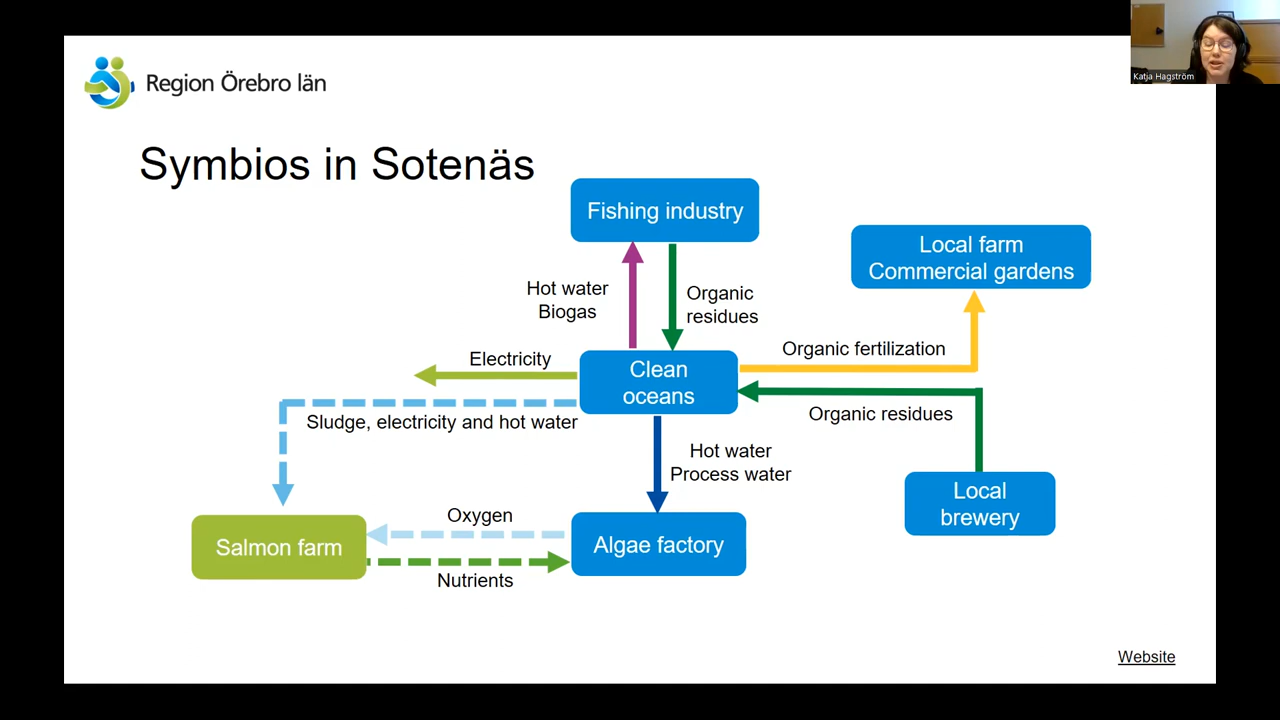 Katja Hagström
Region Örebro län
Symbios in Sotenäs
Fishing industry
Local farm
Commercial gardens
Hot water
Biogas
Organic
residues
Organic fertilization
Electricity
Clean
oceans
Sludge, electricity and hot water
Organic residues
Hot water
Process water
Local
brewery
Oxygen
Salmon farm
Algae factory
Nutrients
Website